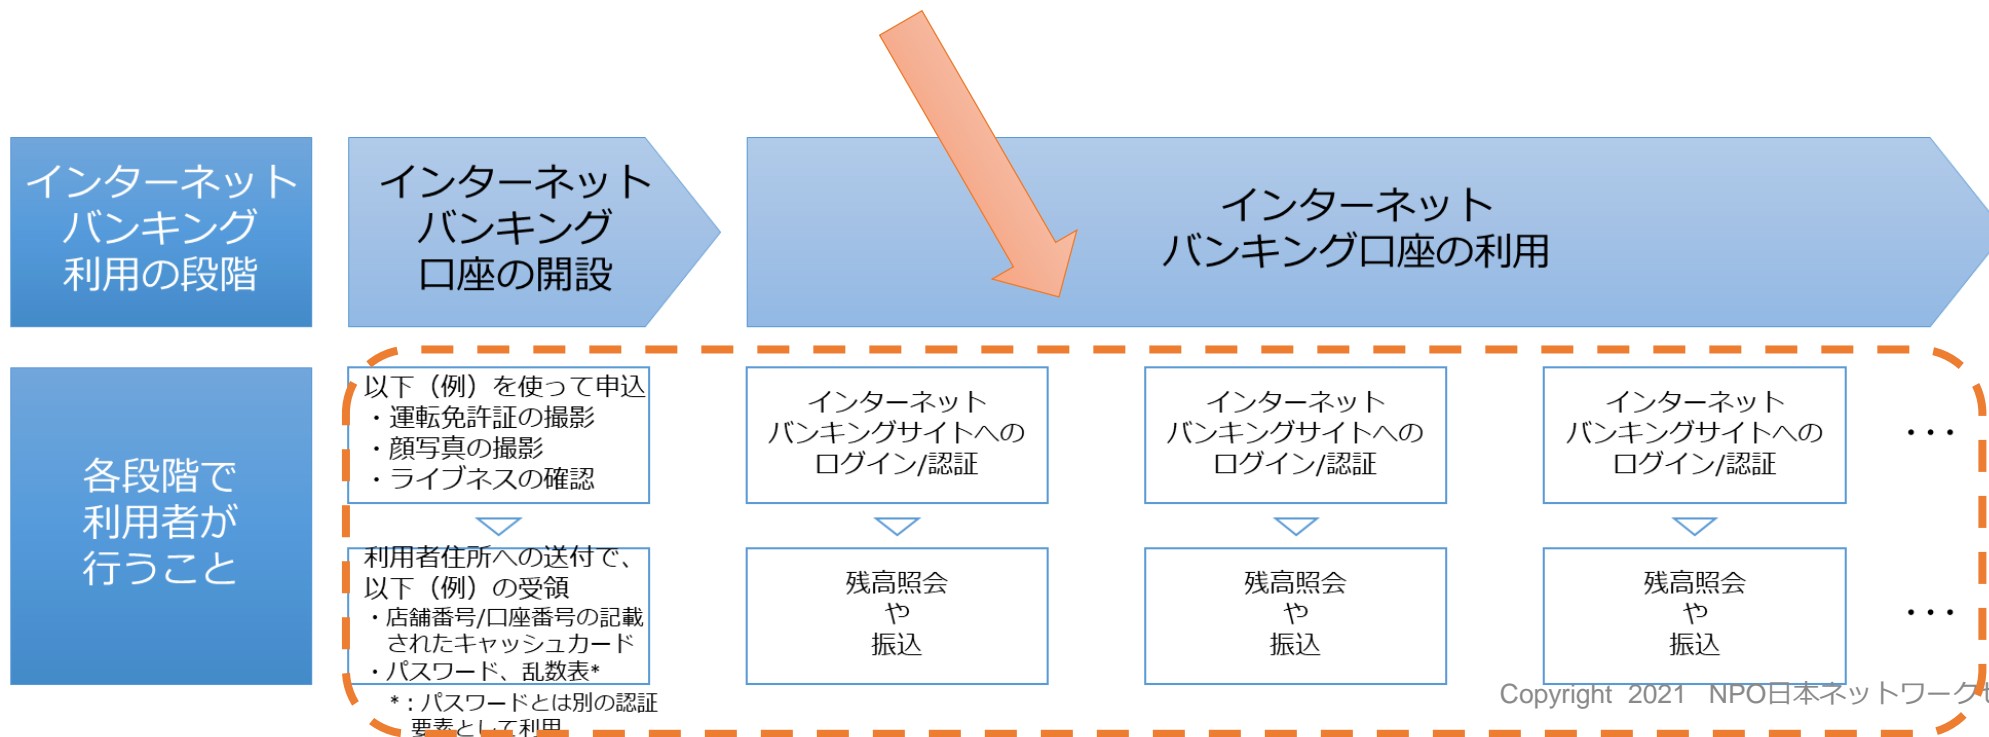 インターネット
バンキング
利用の段階
インターネット
バンキング
口座の開設
インターネット
バンキング口座の利用
各段階で
利用者が
行うこと
以下（例）を使って申込
・運転免許証の撮影
・顔写真の撮影
・ライブネスの確認
利用者住所への送付で、
以下（例）の受領
・店舗番号/口座番号の記載
されたキャッシュカード
・パスワード、乱数表*
*：パスワードとは別の認証
要素として利用
インターネット
バンキングサイトへの
ログイン/認証
残高照会
や
振込
インターネット
バンキングサイトへの
ログイン/認証
残高照会
や
振込
インターネット
バンキングサイトへの
ログイン/認証
残高照会
や
振込
・・・
・・・
Copyright 2021 NPO日本ネットワーク